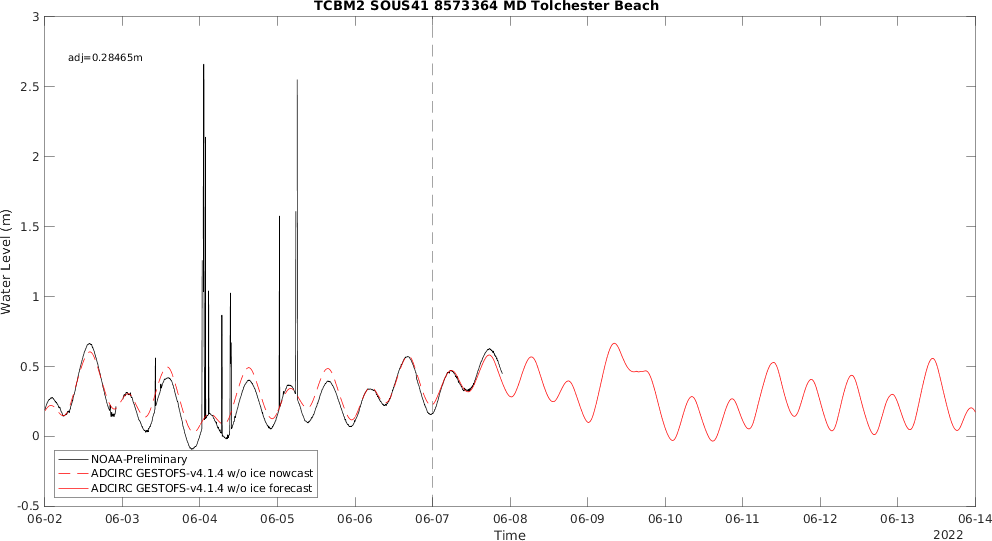 TCBM2 SOUS41 8573364 MD Tolchester Beach
adj=0.28465m
3
2.5
2
1.5
1
0.5
0
-0.5
Water Level (m)
NOAA-Preliminary
ADCIRC GESTOFS-v4.1.4 w/o ice nowcast
ADCIRC GESTOFS-v4.1.4 w/o ice forecast
06-02 06-03 06-04 06-05 06-06 06-07 06-08 06-09 06-10 06-11 06-12 06-13 06-14
Time
2022